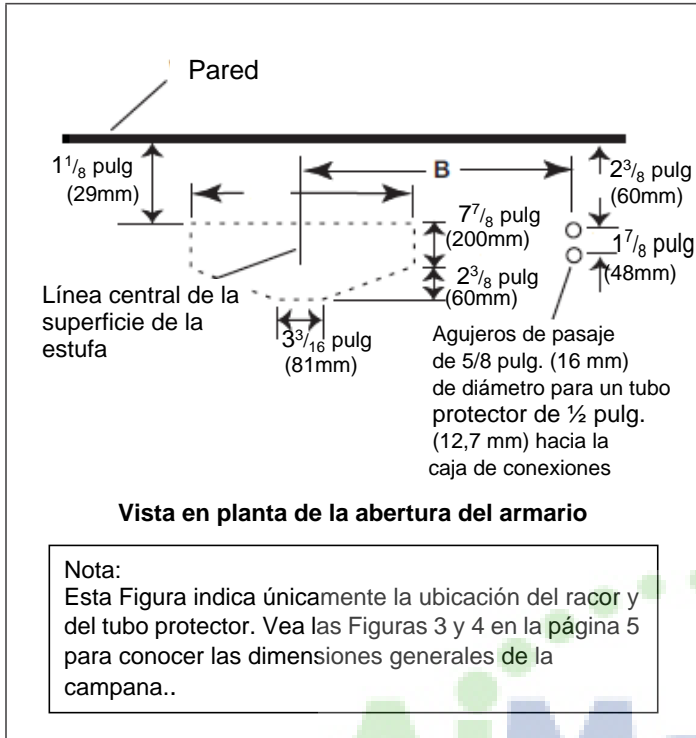 Pared
1 1/8 pulg
(29mm)
B
2 3/8 pulg
(60mm)
7 7/8 pulg
(200mm)
1 7/8 pulg
(48mm)
2 3/8 pulg
(60mm)
Línea central de la
superficie de la
estufa
3 3/16 pulg
(81mm)
Agujeros de pasaje
de 5/8 pulg. (16 mm)
de diámetro para un tubo
protector de ½ pulg.
(12,7 mm) hacia la
caja de conexiones
Vista en planta de la abertura del armario
Nota:
Esta Figura indica únicamente la ubicación del racor y
del tubo protector. Vea las Figuras 3 y 4 en la página 5
para conocer las dimensiones generales de la
campana..